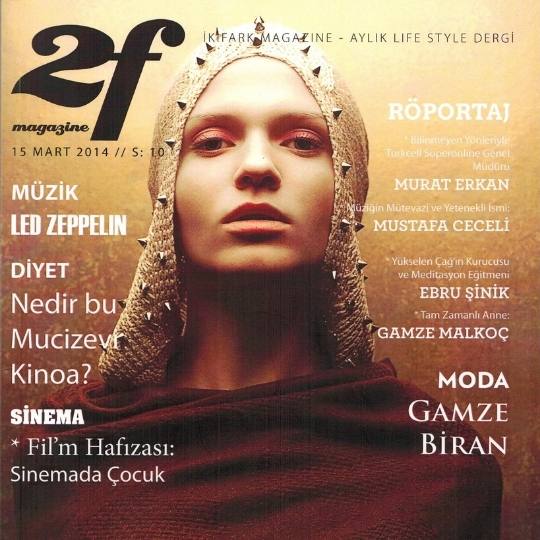 2f
magazine
İKİFARK MAGAZINE - AYLIK LIFE STYLE DERGİ
15 MART 2014 // S: 10
MÜZİK
LED ZEPPELIN
DİYET
Nedir bu
Mucizevi
Kinoa?
SİNEMA
* Fil'm Hafızası:
Sinemada Çocuk
RÖPORTAJ
* Bilinmeyen Yönleriyle
Turkcell Superonline Genel
Müdürü
MURAT ERKAN
Müziğin Mütevazi ve Yetenekli İsmi:
MUSTAFA CECELİ
* Yükselen Çağ'ın Kurucusu
ve Meditasyon Eğitmeni
EBRU ŞİNİK
* Tam Zamanlı Anne:
GAMZE MALKOÇ
MODA
GAMZE
BİRAN